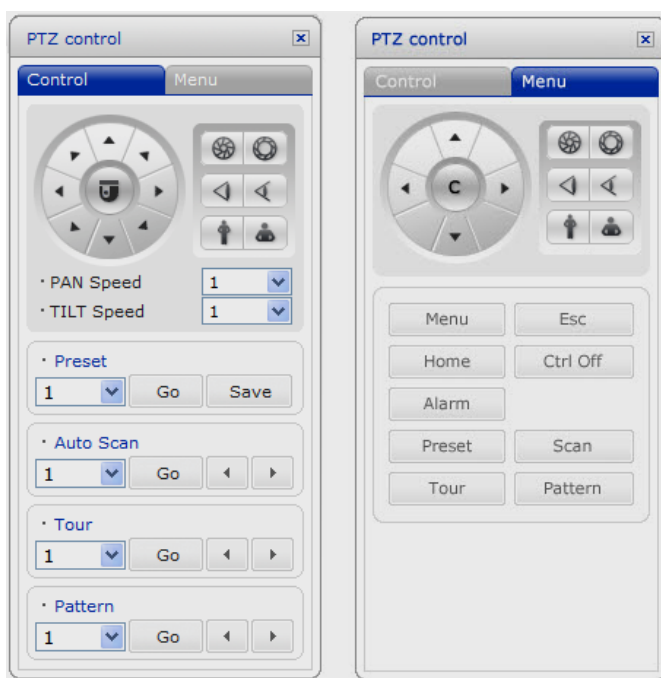 PTZ control
Control
Menu
· PAN Speed
1
· TILT Speed
1
· Preset
1
Go
Save
· Auto Scan
1
Go
· Tour
1
Go
· Pattern
1
Go
PTZ control
Control
Menu
C
Menu
Esc
Home
Ctrl Off
Alarm
Preset
Scan
Tour
Pattern